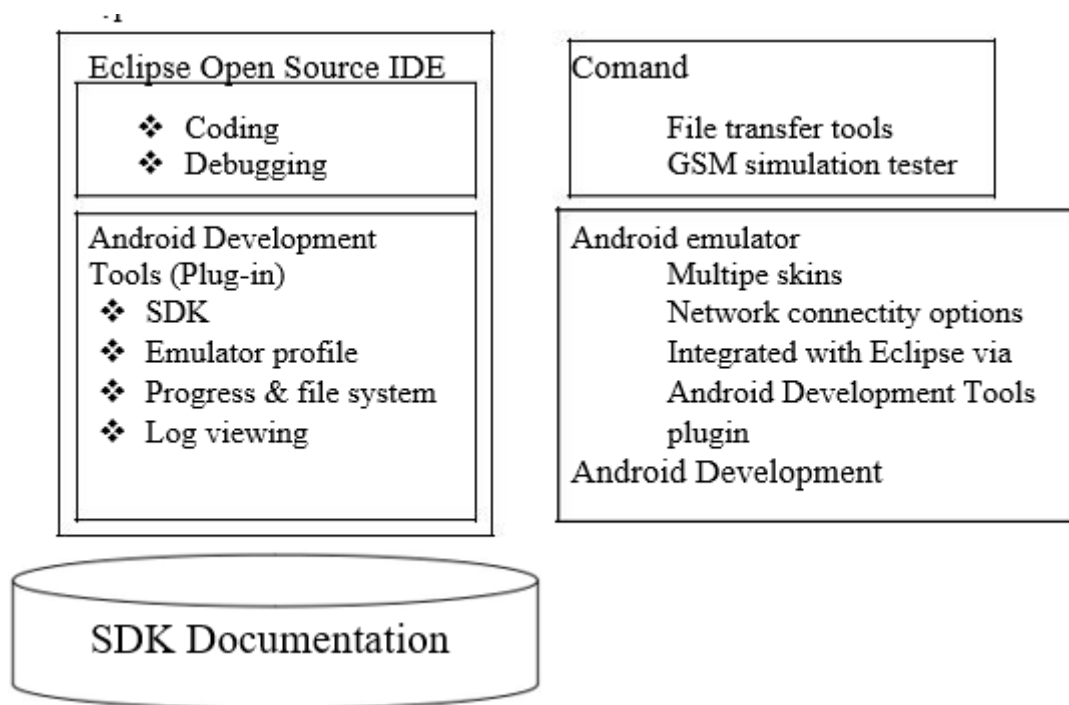 Eclipse Open Source IDE
❖ Coding
❖ Debugging
Android Development
Tools (Plug-in)
❖ SDK
❖ Emulator profile
❖ Progress & file system
❖ Log viewing
Comand
File transfer tools
GSM simulation tester
Android emulator
Multipe skins
Network connectity options
Integrated with Eclipse via
Android Development Tools
plugin
Android Development
SDK Documentation